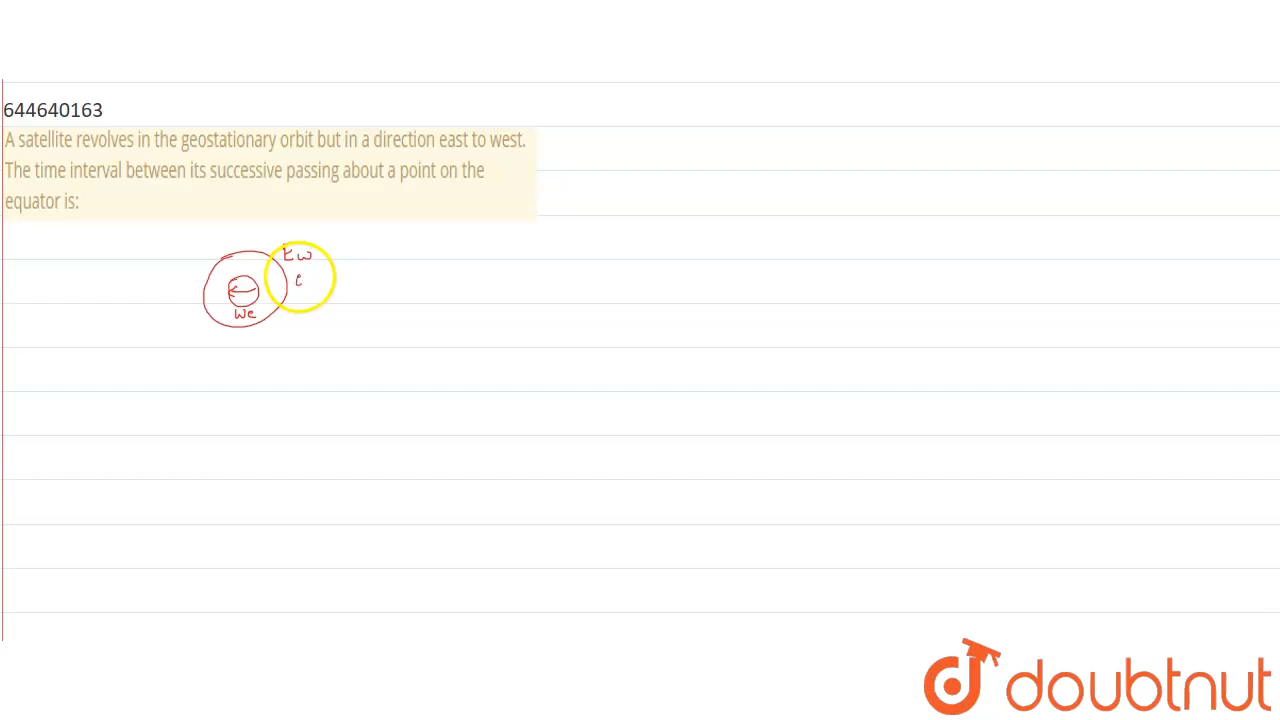 644640163
A satellite revolves in the geostationary orbit but in a direction east to west.
The time interval between its successive passing about a point on the
equator is:
EW
We
doubtnut